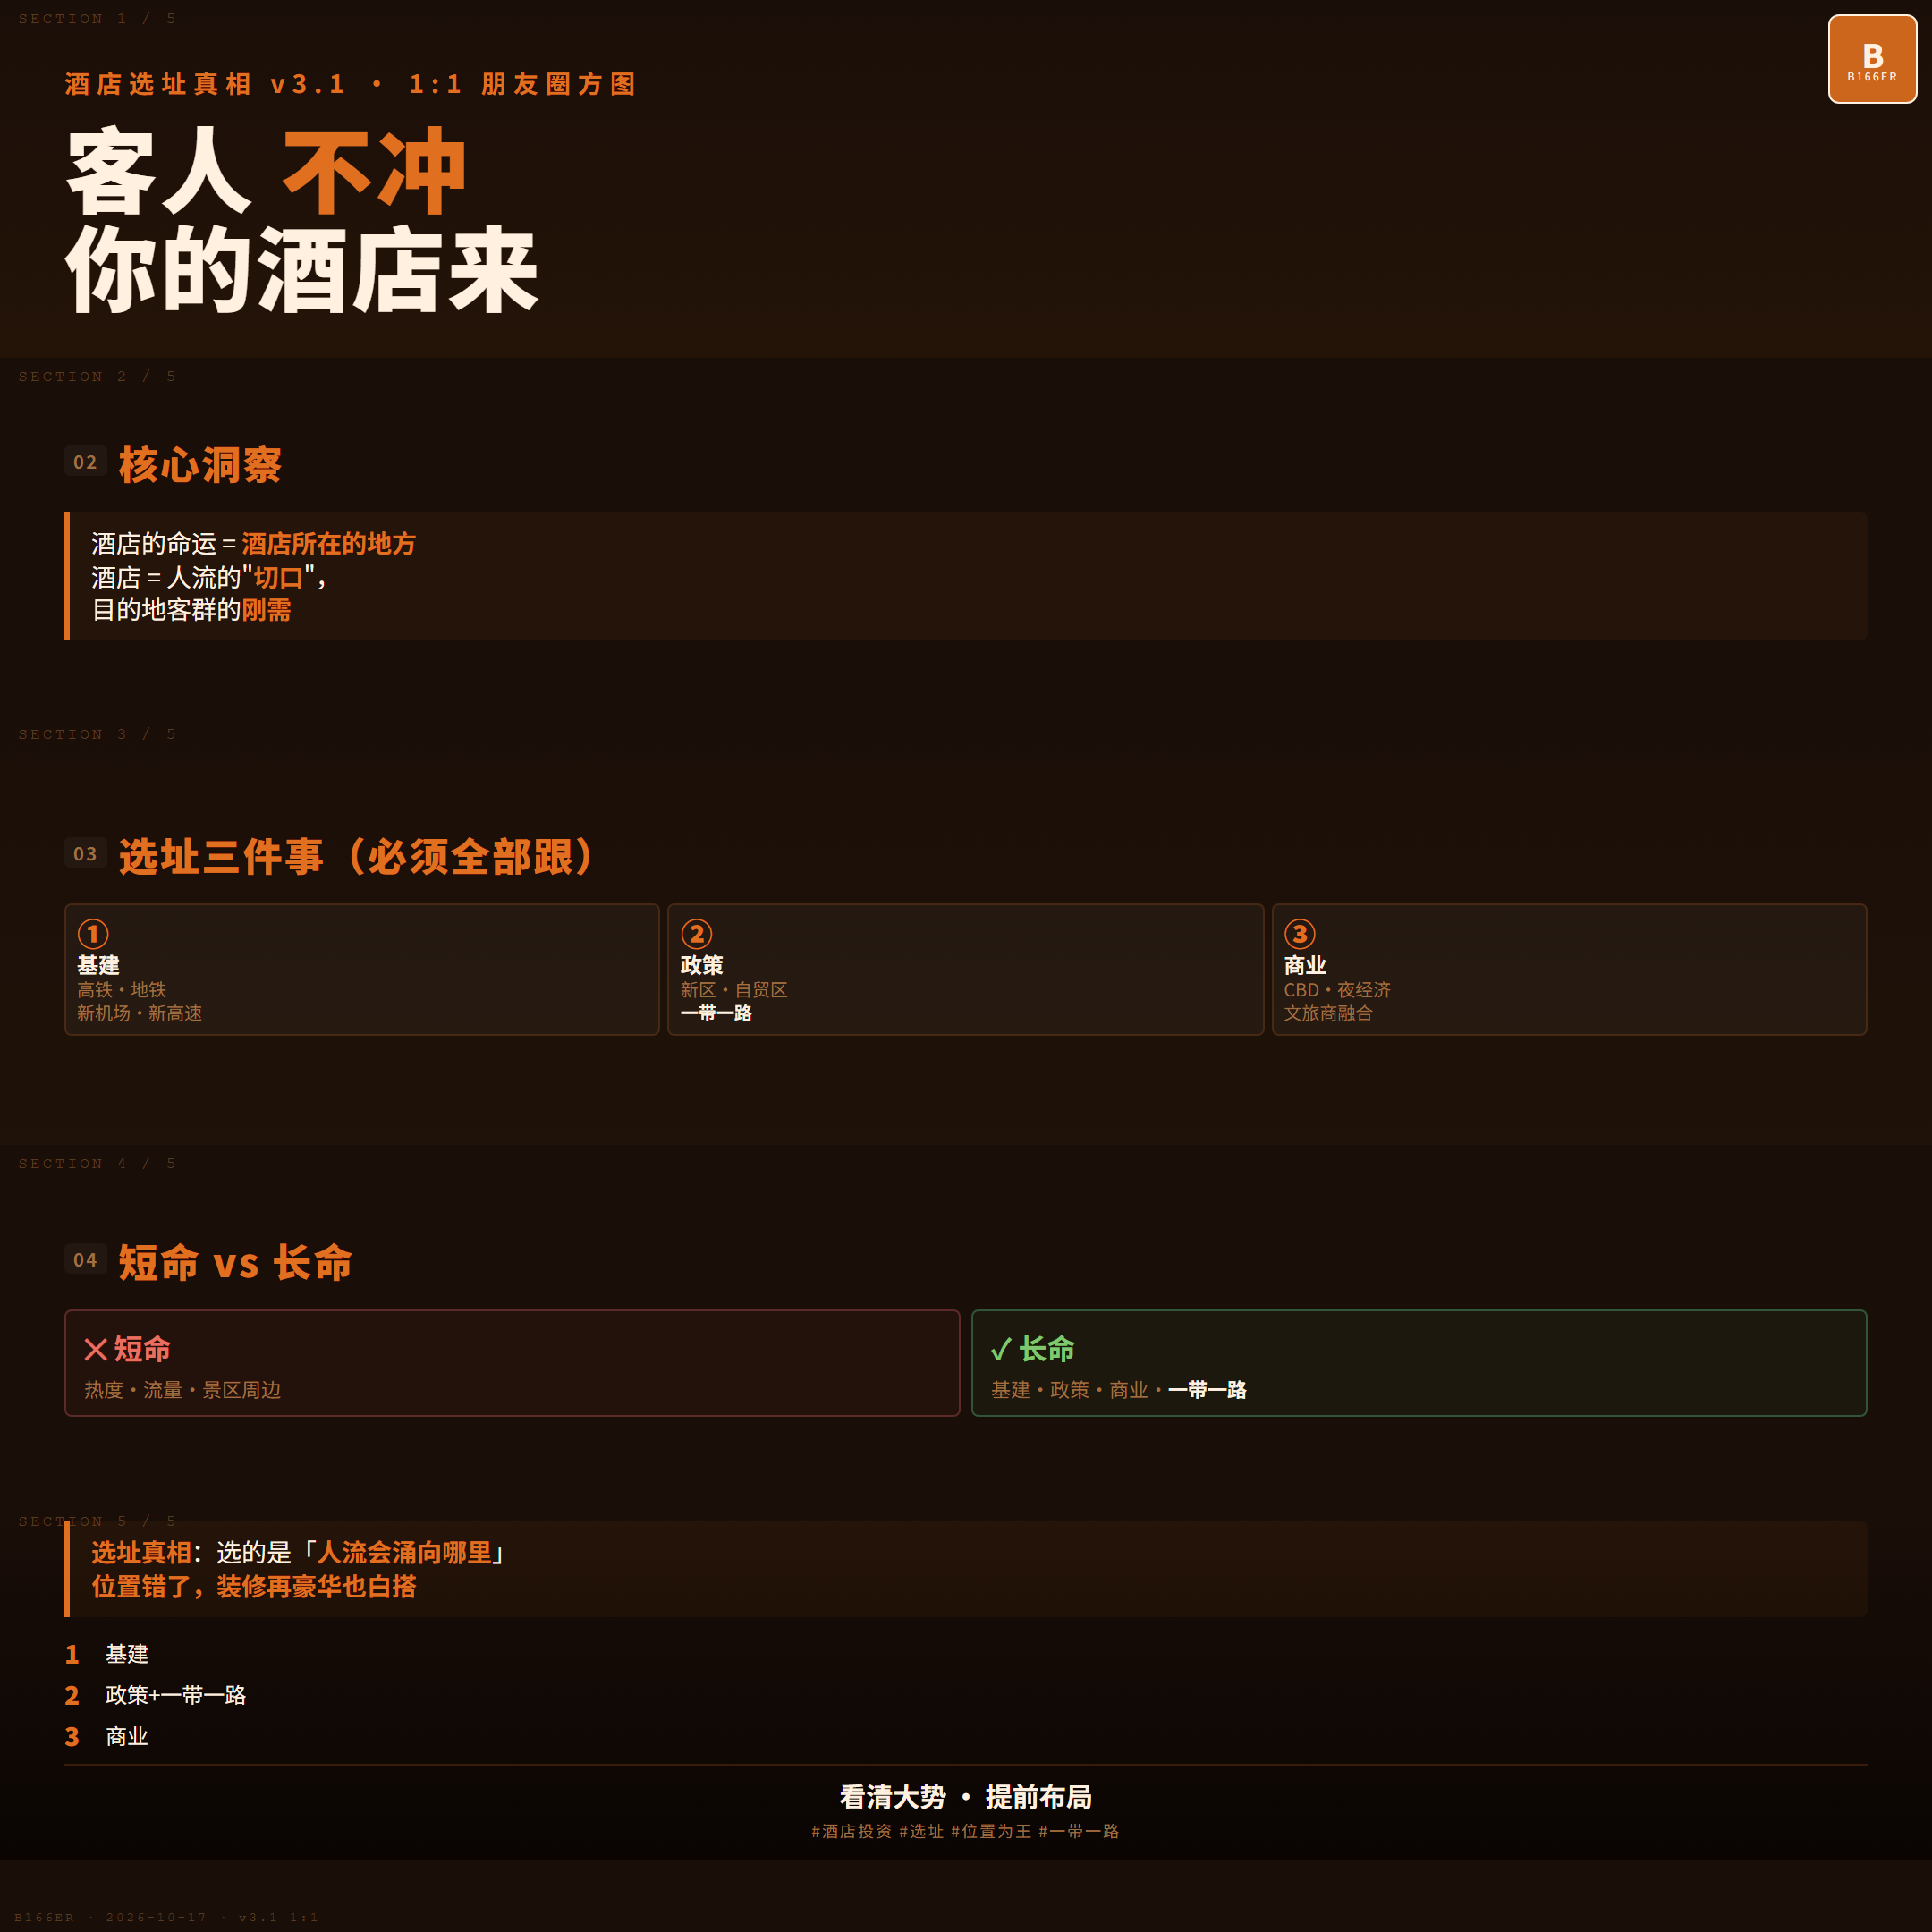 SECTION 1 / 5
B
B166ER
酒店选址真相 v3.1 · 1:1 朋友圈方图
客人 不冲
你的酒店来
SECTION 2 / 5
02 核心洞察
酒店的命运 = 酒店所在的地方
酒店 = 人流的"切口"，
目的地客群的刚需
SECTION 3 / 5
03 选址三件事（必须全部跟）
①
基建
高铁·地铁
新机场·新高速
②
政策
新区·自贸区
一带一路
③
商业
CBD·夜经济
文旅商融合
SECTION 4 / 5
04 短命 vs 长命
✕短命
热度·流量·景区周边
✓长命
基建·政策·商业·一带一路
SECTION 5 / 5
选址真相：选的是「人流会涌向哪里」
位置错了，装修再豪华也白搭
1 基建
2 政策+一带一路
3 商业
看清大势 · 提前布局
#酒店投资 #选址 #位置为王 #一带一路
B166ER · 2026-10-17 · v3.1 1:1